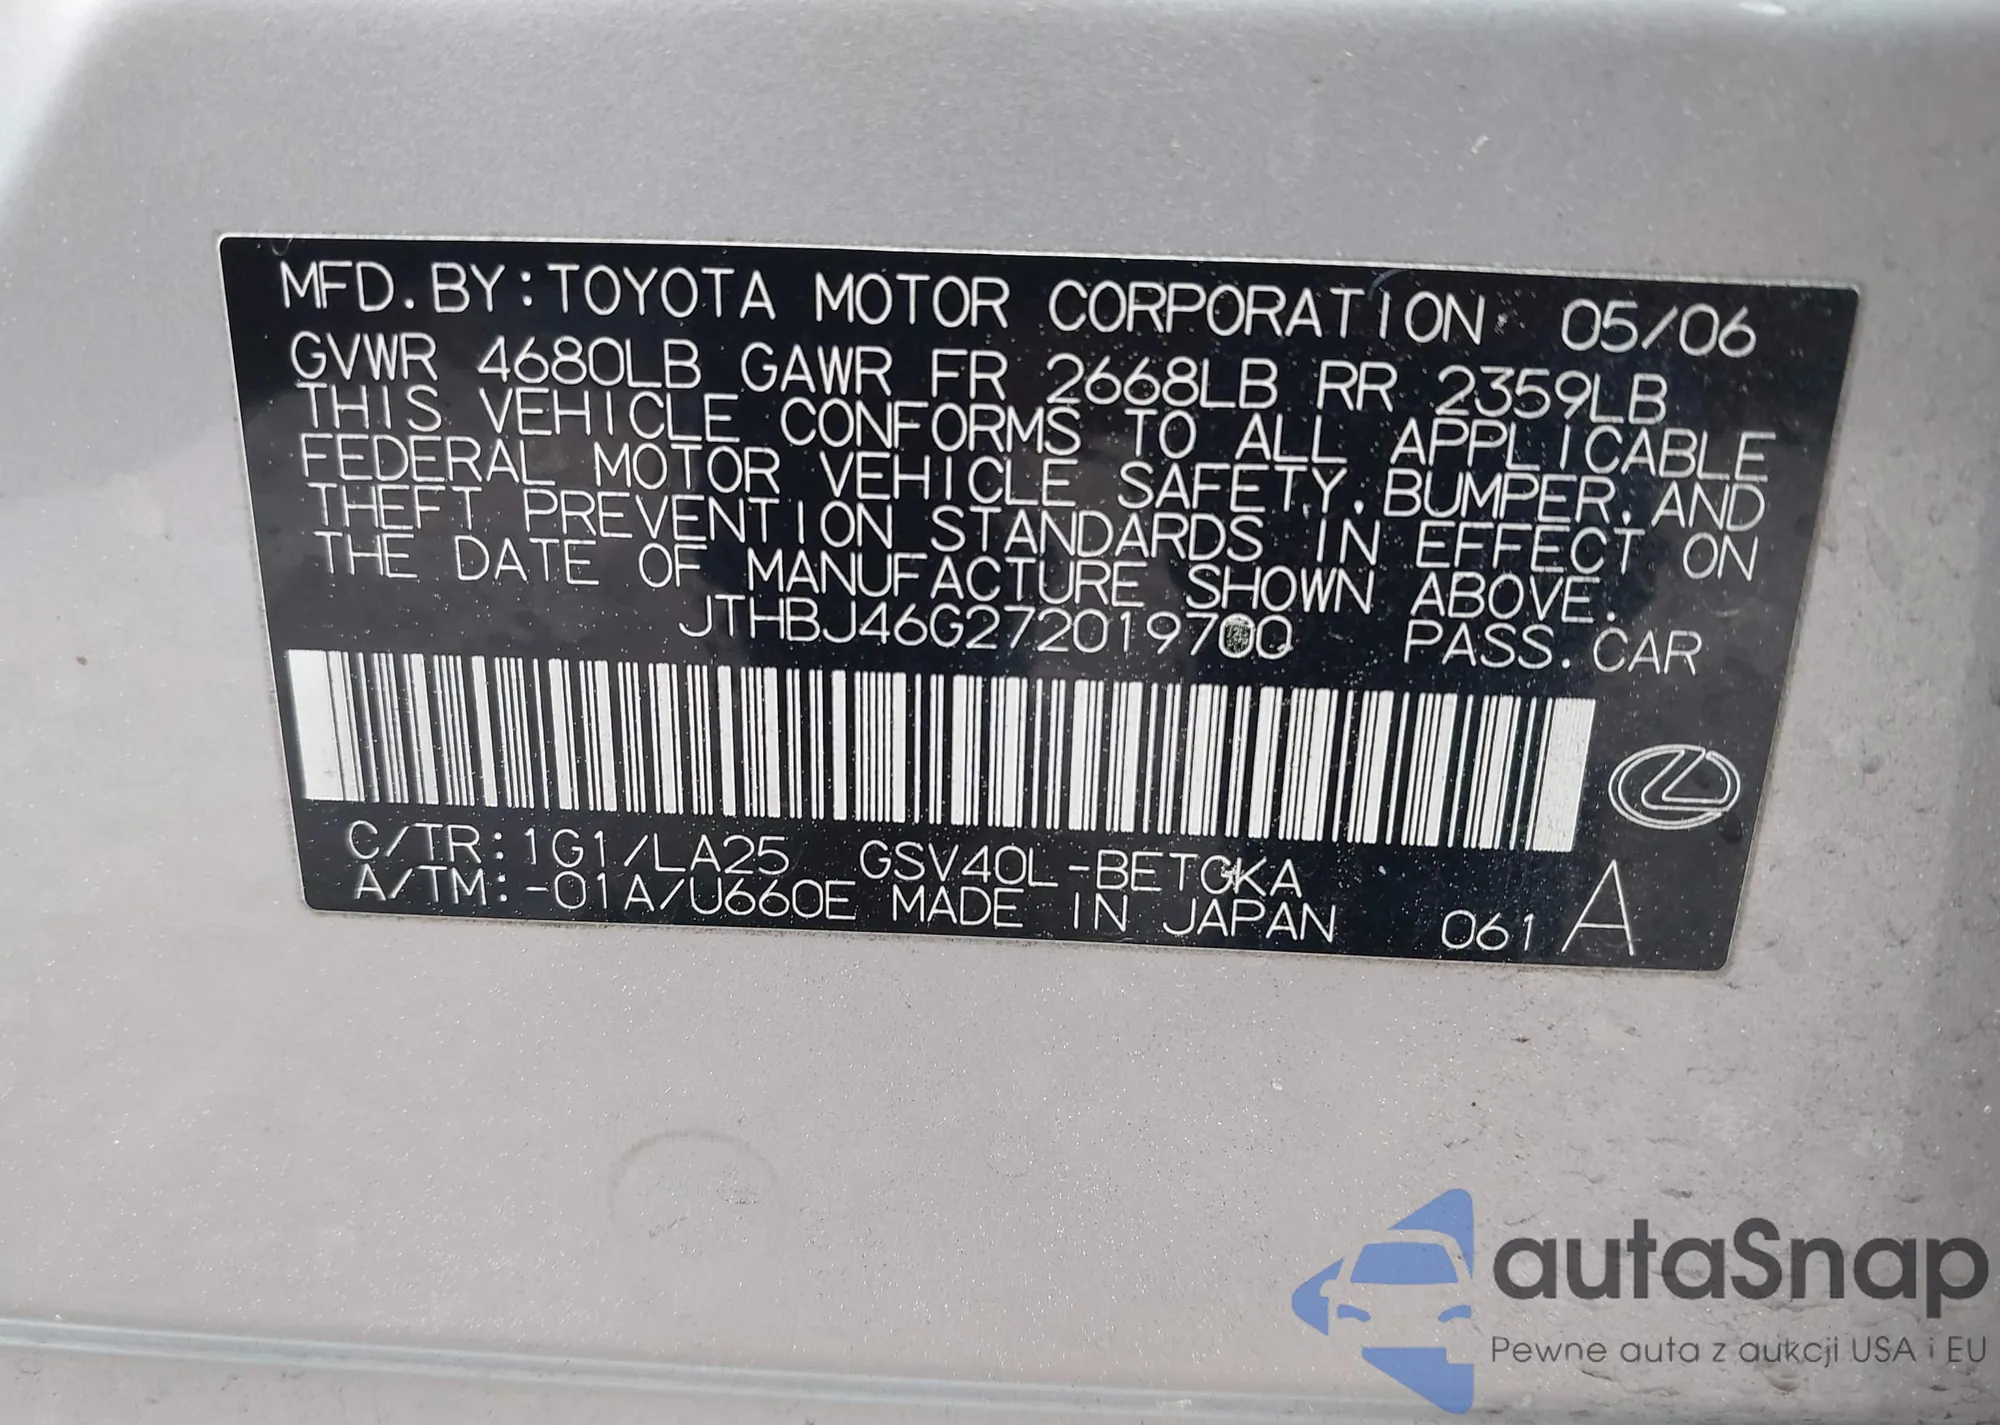 MFD. BY: TOYOTA MOTOR CORPORATION 05/06
GVWR 4680LB GAWR FR 2668LB RR 2359LB
THIS VEHICLE CONFORMS TO ALL APPLICABLE
FEDERAL MOTOR VEHICLE SAFETY, BUMPER, AND
THEFT PREVENTION STANDARDS IN EFFECT ON
THE DATE OF MANUFACTURE SHOWN ABOVE.
JTHBJ46G272019700 PASS. CAR
C/TR: 1G1/LA25 GSV40L-BETGKA
A/TM: -01A/U660E MADE IN JAPAN 061 A
autaSnap
Pewne auta z aukcji USA i EU